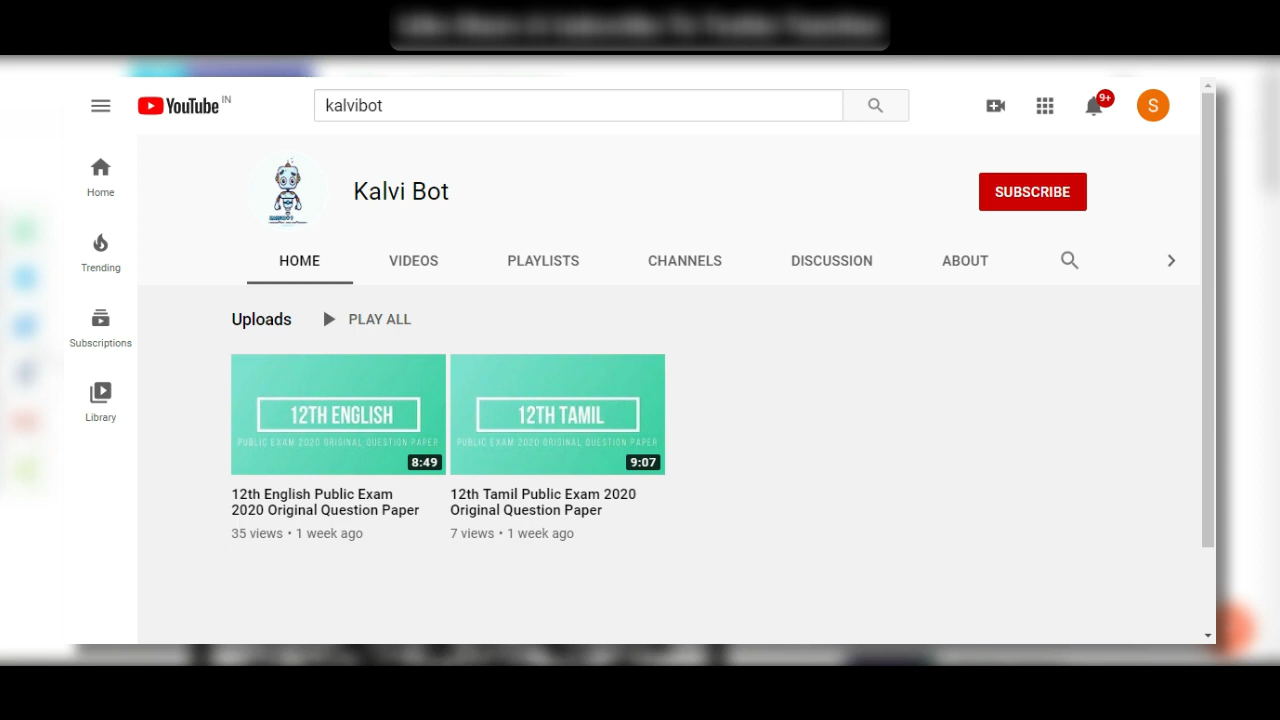 YouTube IN
kalvibot
9+
S
Home
Trending
Subscriptions
Library
Kalvi Bot
SUBSCRIBE
HOME VIDEOS PLAYLISTS CHANNELS DISCUSSION ABOUT
Uploads PLAY ALL
12TH ENGLISH
PUBLIC EXAM 2020 ORIGINAL QUESTION PAPER
8:49
12th English Public Exam
2020 Original Question Paper
35 views • 1 week ago
12TH TAMIL
PUBLIC EXAM 2020 ORIGINAL QUESTION PAPER
9:07
12th Tamil Public Exam 2020
Original Question Paper
7 views • 1 week ago